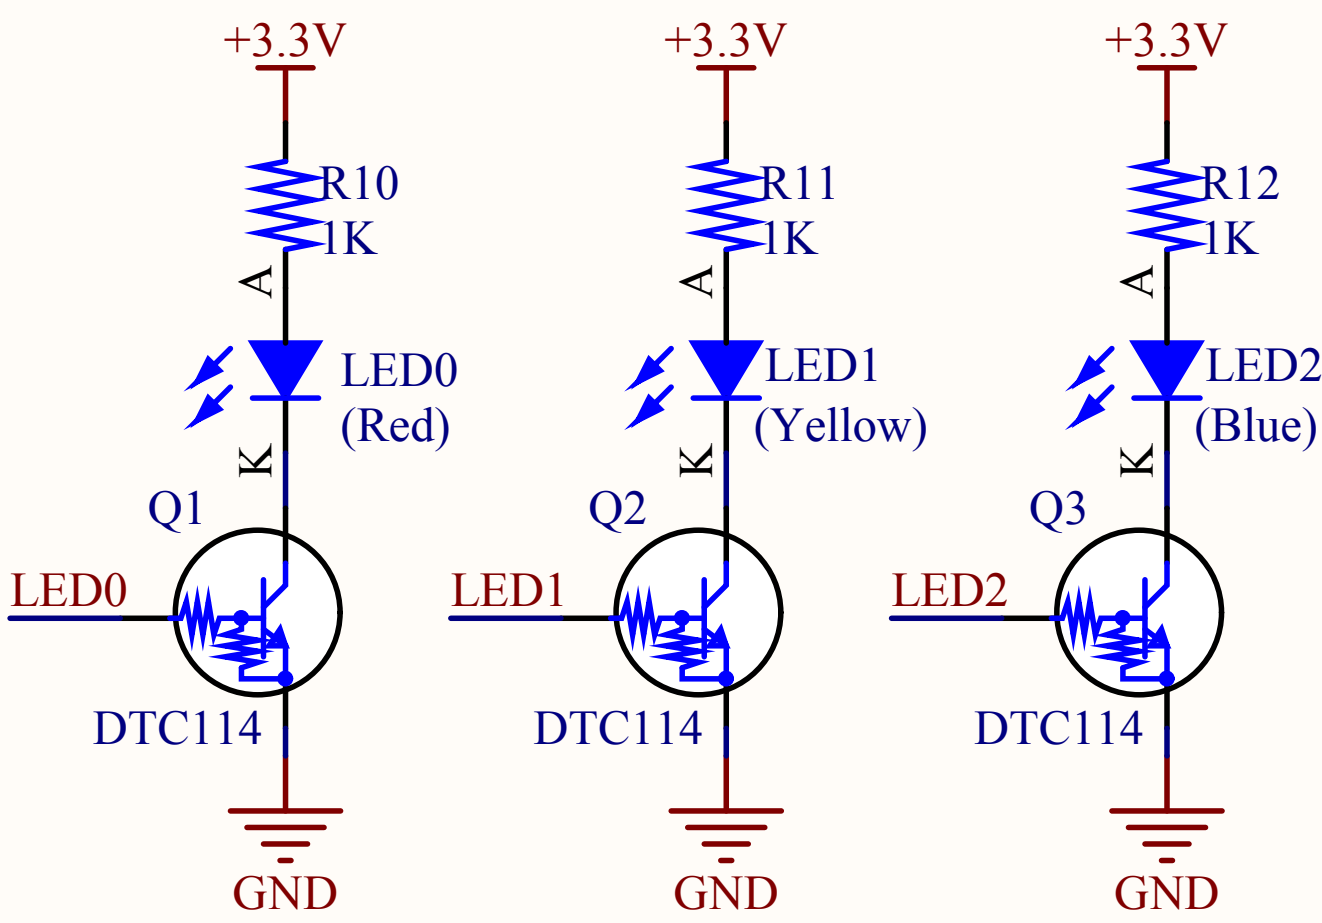 +3.3V
R10
1K
A
LED0
(Red)
K
Q1
LED0
DTC114
GND
+3.3V
R11
1K
A
LED1
(Yellow)
K
Q2
LED1
DTC114
GND
+3.3V
R12
1K
A
LED2
(Blue)
K
Q3
LED2
DTC114
GND